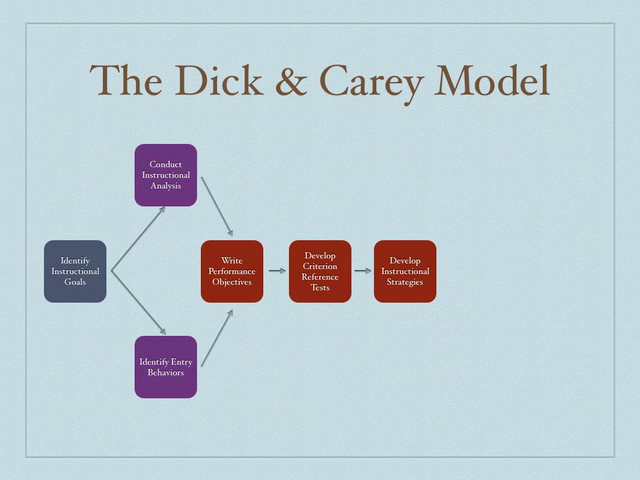 The Dick & Carey Model
Conduct
Instructional
Analysis
Identify
Instructional
Goals
Write
Performance
Objectives
Develop
Criterion
Reference
Tests
Develop
Instructional
Strategies
Identify Entry
Behaviors